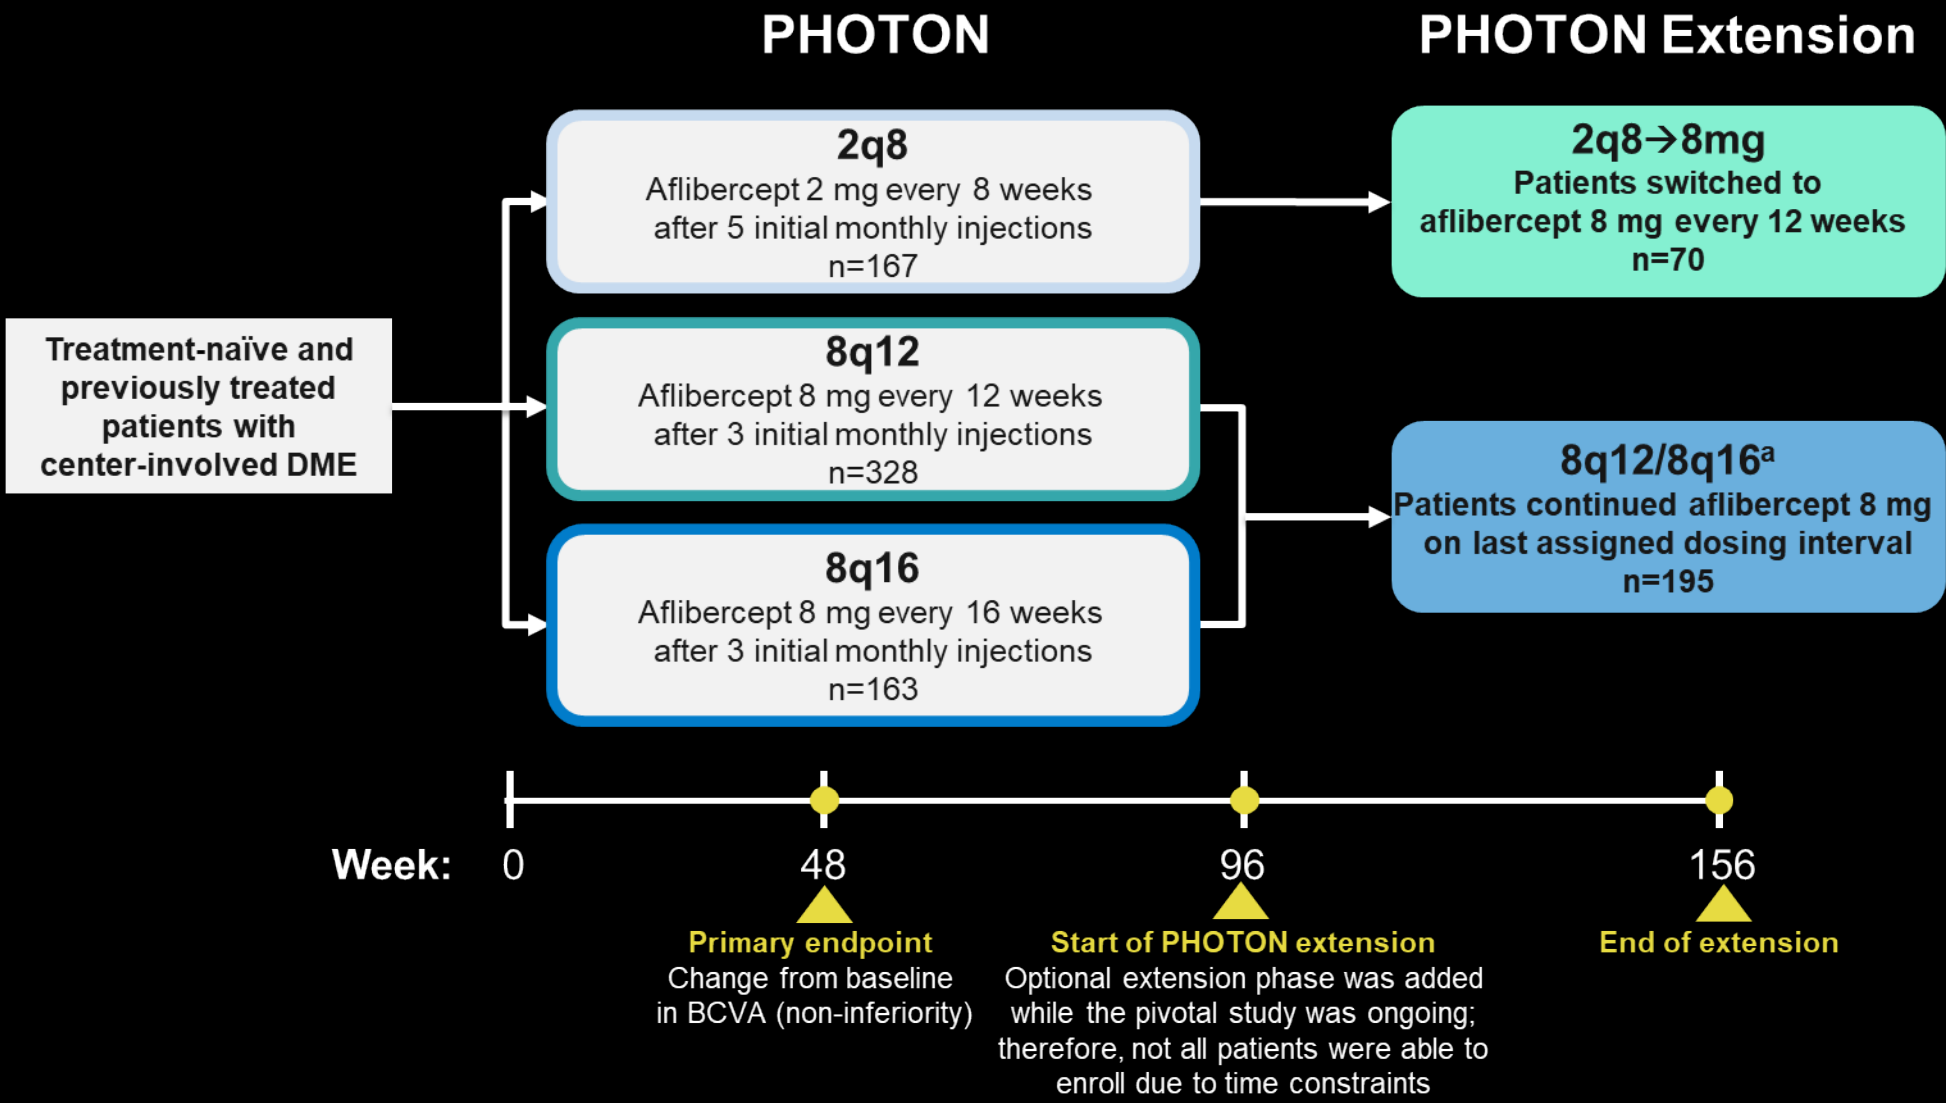 PHOTON
PHOTON Extension
Treatment-naïve and
previously treated
patients with
center-involved DME
2q8
Aflibercept 2 mg every 8 weeks
after 5 initial monthly injections
n=167
8q12
Aflibercept 8 mg every 12 weeks
after 3 initial monthly injections
n=328
8q16
Aflibercept 8 mg every 16 weeks
after 3 initial monthly injections
n=163
2q8→8mg
Patients switched to
aflibercept 8 mg every 12 weeks
n=70
8q12/8q16ᵃ
Patients continued aflibercept 8 mg
on last assigned dosing interval
n=195
Week: 0 48 96 156
Primary endpoint
Change from baseline
in BCVA (non-inferiority)
Start of PHOTON extension
Optional extension phase was added
while the pivotal study was ongoing;
therefore, not all patients were able to
enroll due to time constraints
End of extension